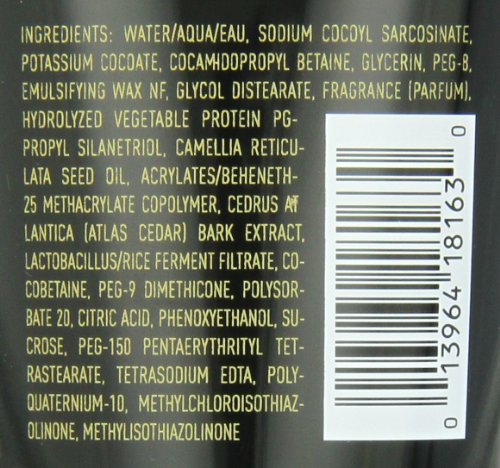 INGREDIENTS: WATER/AQUA/EAU, SODIUM COCOYL SARCOSINATE,
POTASSIUM COCOATE, COCAMIDOPROPYL BETAINE, GLYCERIN, PEG-8,
EMULSIFYING WAX NF, GLYCOL DISTEARATE, FRAGRANCE (PARFUM),
HYDROLYZED VEGETABLE PROTEIN PG-
PROPYL SILANETRIOL, CAMELLIA RETICU-
LATA SEED OIL, ACRYLATES/BEHENETH-
25 METHACRYLATE COPOLYMER, CEDRUS AT
LANTICA (ATLAS CEDAR) BARK EXTRACT,
LACTOBACILLUS/RICE FERMENT FILTRATE, CO-
COBETAINE, PEG-9 DIMETHICONE, POLYSOR-
BATE 20, CITRIC ACID, PHENOXYETHANOL, SU-
CROSE, PEG-150 PENTAERYTHRITYL TET-
RASTEARATE, TETRASODIUM EDTA, POLY-
QUATERNIUM-10, METHYLCHLOROISOTHIAZ-
OLINONE, METHYLISOTHIAZOLINONE
0 13964 18163 0